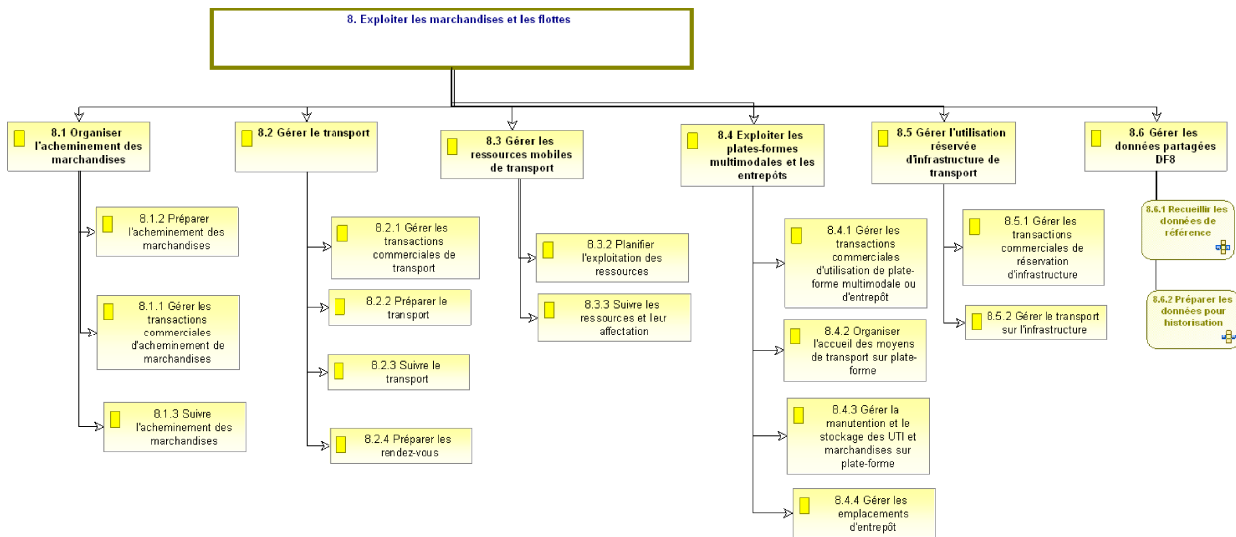 8. Exploiter les marchandises et les flottes
8.1 Organiser
l'acheminement des
marchandises
8.2 Gérer le transport
8.3 Gérer les
ressources mobiles
de transport
8.4 Exploiter les
plates-formes
multimodales et les
entrepôts
8.5 Gérer l'utilisation
réservée
d'infrastructure de
transport
8.6 Gérer les
données partagées
DF8
8.1.2 Préparer
l'acheminement des
marchandises
8.1.1 Gérer les
transactions
commerciales
d'acheminement de
marchandises
8.1.3 Suivre
l'acheminement des
marchandises
8.2.1 Gérer les
transactions
commerciales de
transport
8.2.2 Préparer le
transport
8.2.3 Suivre le
transport
8.2.4 Préparer les
rendez-vous
8.3.2 Planifier
l'exploitation des
ressources
8.3.3 Suivre les
ressources et leur
affectation
8.4.1 Gérer les
transactions
commerciales
d'utilisation de plate-
forme multimodale ou
d'entrepôt
8.4.2 Organiser
l'accueil des moyens
de transport sur plate-
forme
8.4.3 Gérer la
manutention et le
stockage des UTI et
marchandises sur
plate-forme
8.4.4 Gérer les
emplacements
d'entrepôt
8.5.1 Gérer les
transactions
commerciales de
réservation
d'infrastructure
8.5.2 Gérer le transport
sur l'infrastructure
8.6.1 Recueillir les
données de
référence
8.6.2 Préparer les
données pour
historisation